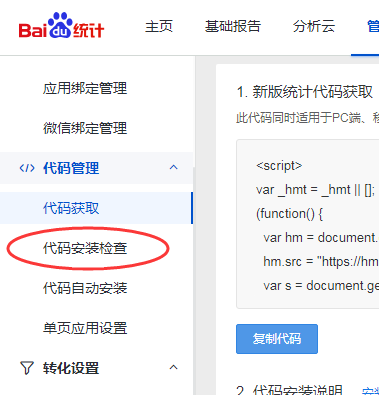 Baidu统计
主页 基础报告 分析云
应用绑定管理
微信绑定管理
</> 代码管理
代码获取
代码安装检查
代码自动安装
单页应用设置
转化设置
1. 新版统计代码获取
此代码同时适用于PC端、移
<script>
var _hmt = _hmt || [];
(function() {
var hm = document.
hm.src = "https://hm
var s = document.ge
复制代码
2. 代码安装说明